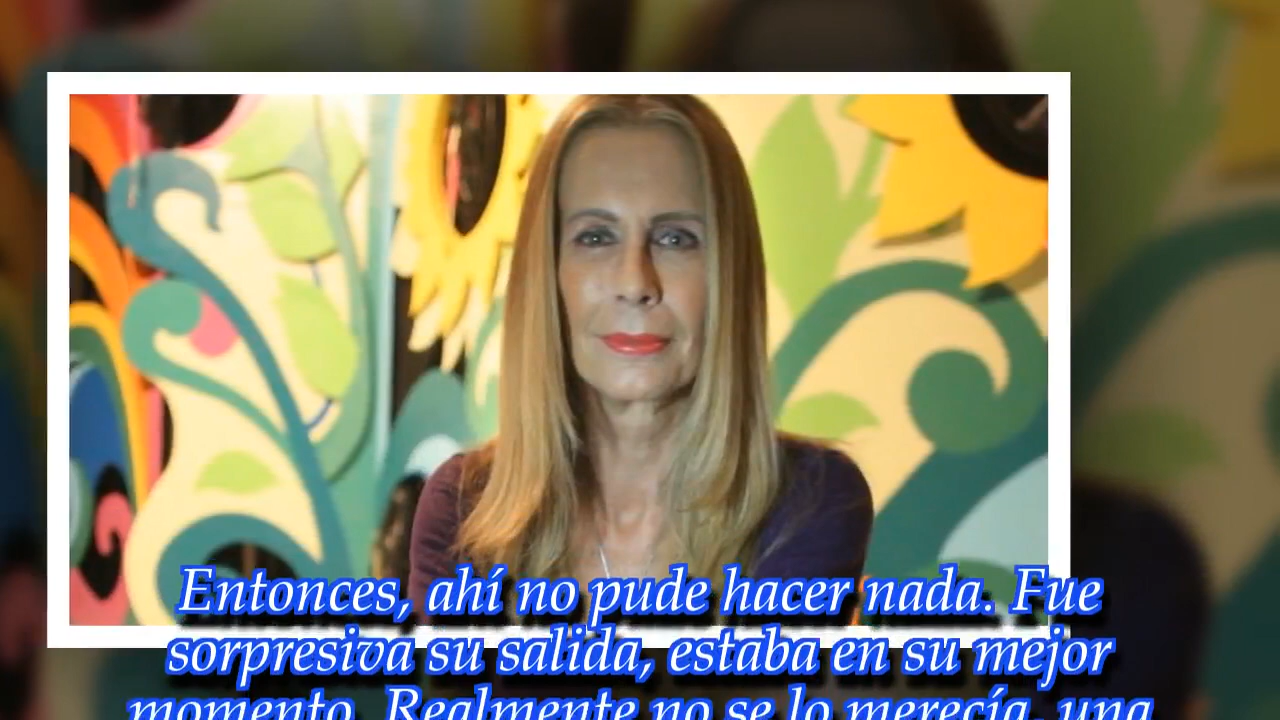 Entonces, ahí no pude hacer nada. Fue
sorpresiva su salida, estaba en su mejor
momento. Realmente no se lo merecía, una